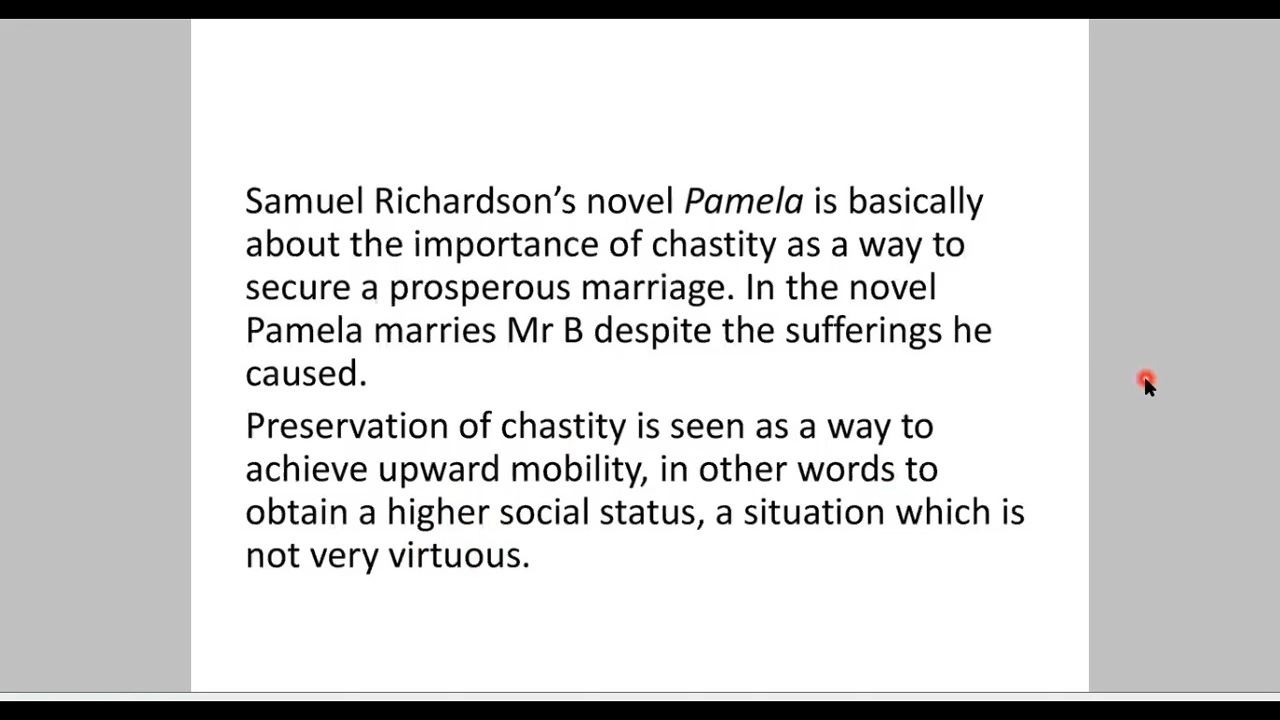 Samuel Richardson’s novel Pamela is basically
about the importance of chastity as a way to
secure a prosperous marriage. In the novel
Pamela marries Mr B despite the sufferings he
caused.
Preservation of chastity is seen as a way to
achieve upward mobility, in other words to
obtain a higher social status, a situation which is
not very virtuous.